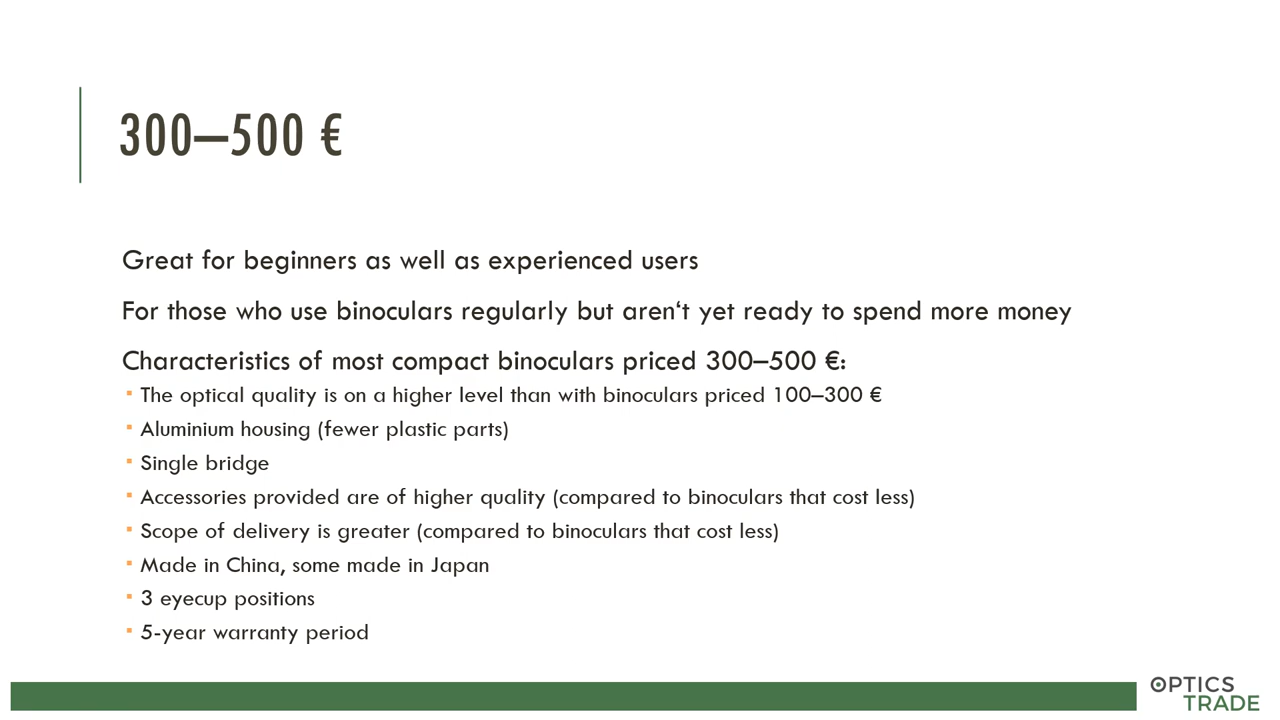 300–500 €
Great for beginners as well as experienced users
For those who use binoculars regularly but aren‘t yet ready to spend more money
Characteristics of most compact binoculars priced 300–500 €:
▪ The optical quality is on a higher level than with binoculars priced 100–300 €
▪ Aluminium housing (fewer plastic parts)
▪ Single bridge
▪ Accessories provided are of higher quality (compared to binoculars that cost less)
▪ Scope of delivery is greater (compared to binoculars that cost less)
▪ Made in China, some made in Japan
▪ 3 eyecup positions
▪ 5-year warranty period
OPTICS
TRADE